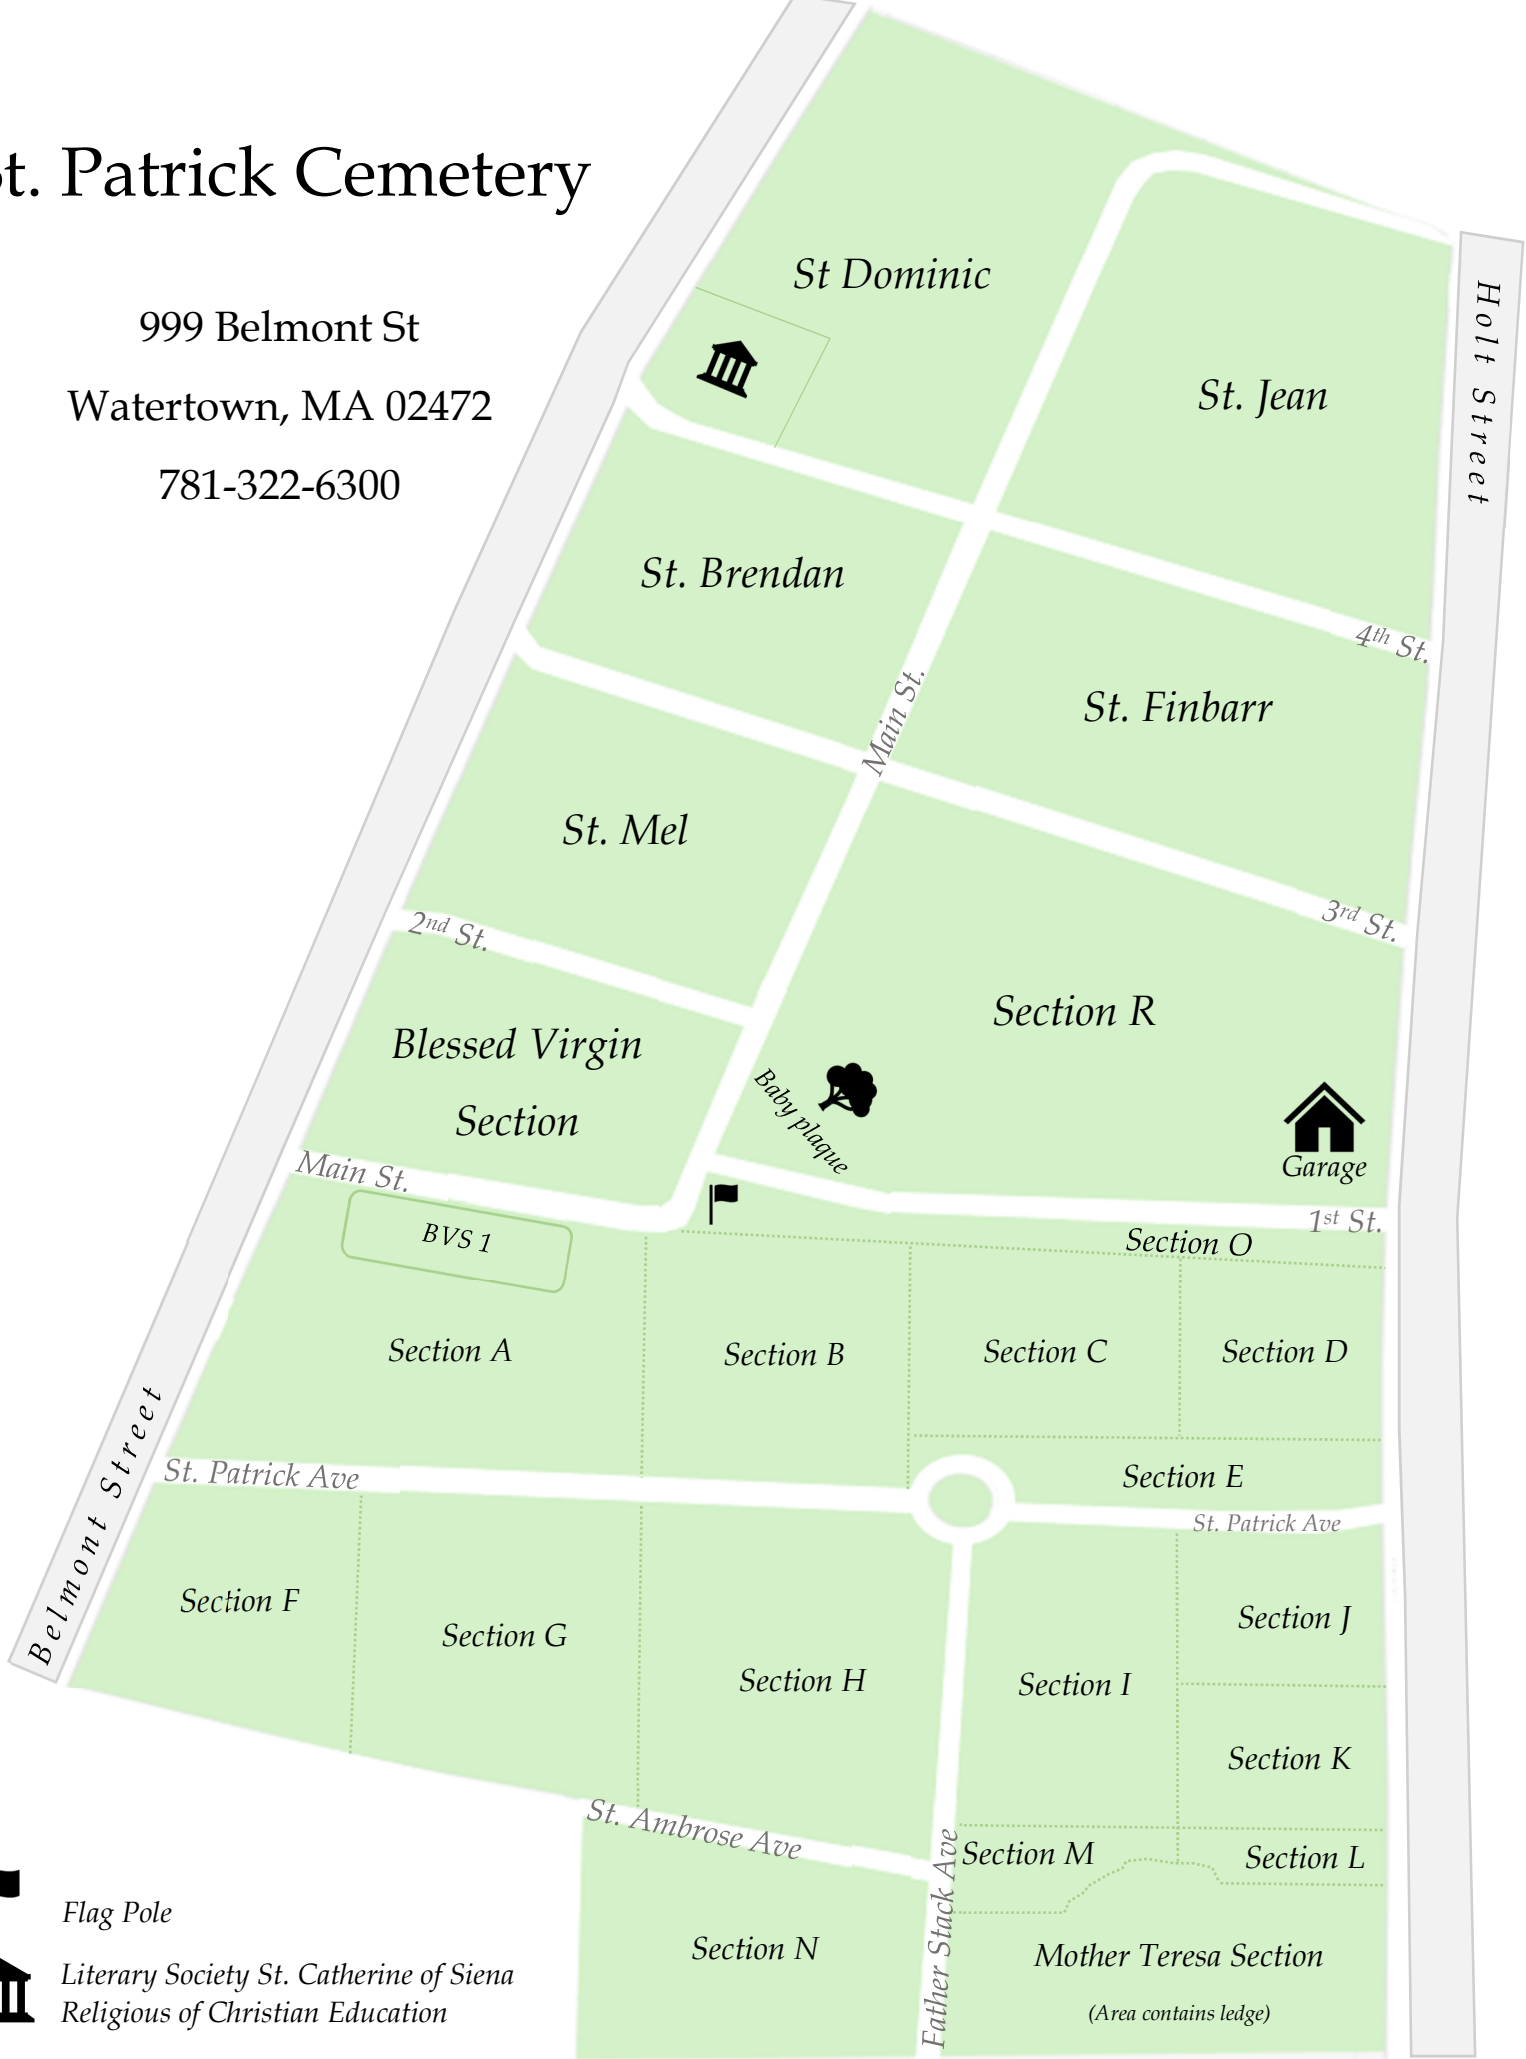 t. Patrick Cemetery
999 Belmont St
Watertown, MA 02472
781-322-6300
St Dominic
Holt Street
St. Jean
St. Brendan
4th St.
Main St.
St. Finbarr
St. Mel
3rd St.
2nd St.
Section R
Blessed Virgin
Section
Baby plaque
Garage
Main St.
1st St.
BVS 1
Section O
Section A
Section B
Section C
Section D
Belmont Street
St. Patrick Ave
Section E
St. Patrick Ave
Section F
Section G
Section H
Section I
Section J
Section K
St. Ambrose Ave
Father Stack Ave
Section M
Section L
Section N
Mother Teresa Section
(Area contains ledge)
Flag Pole
Literary Society St. Catherine of Siena
Religious of Christian Education